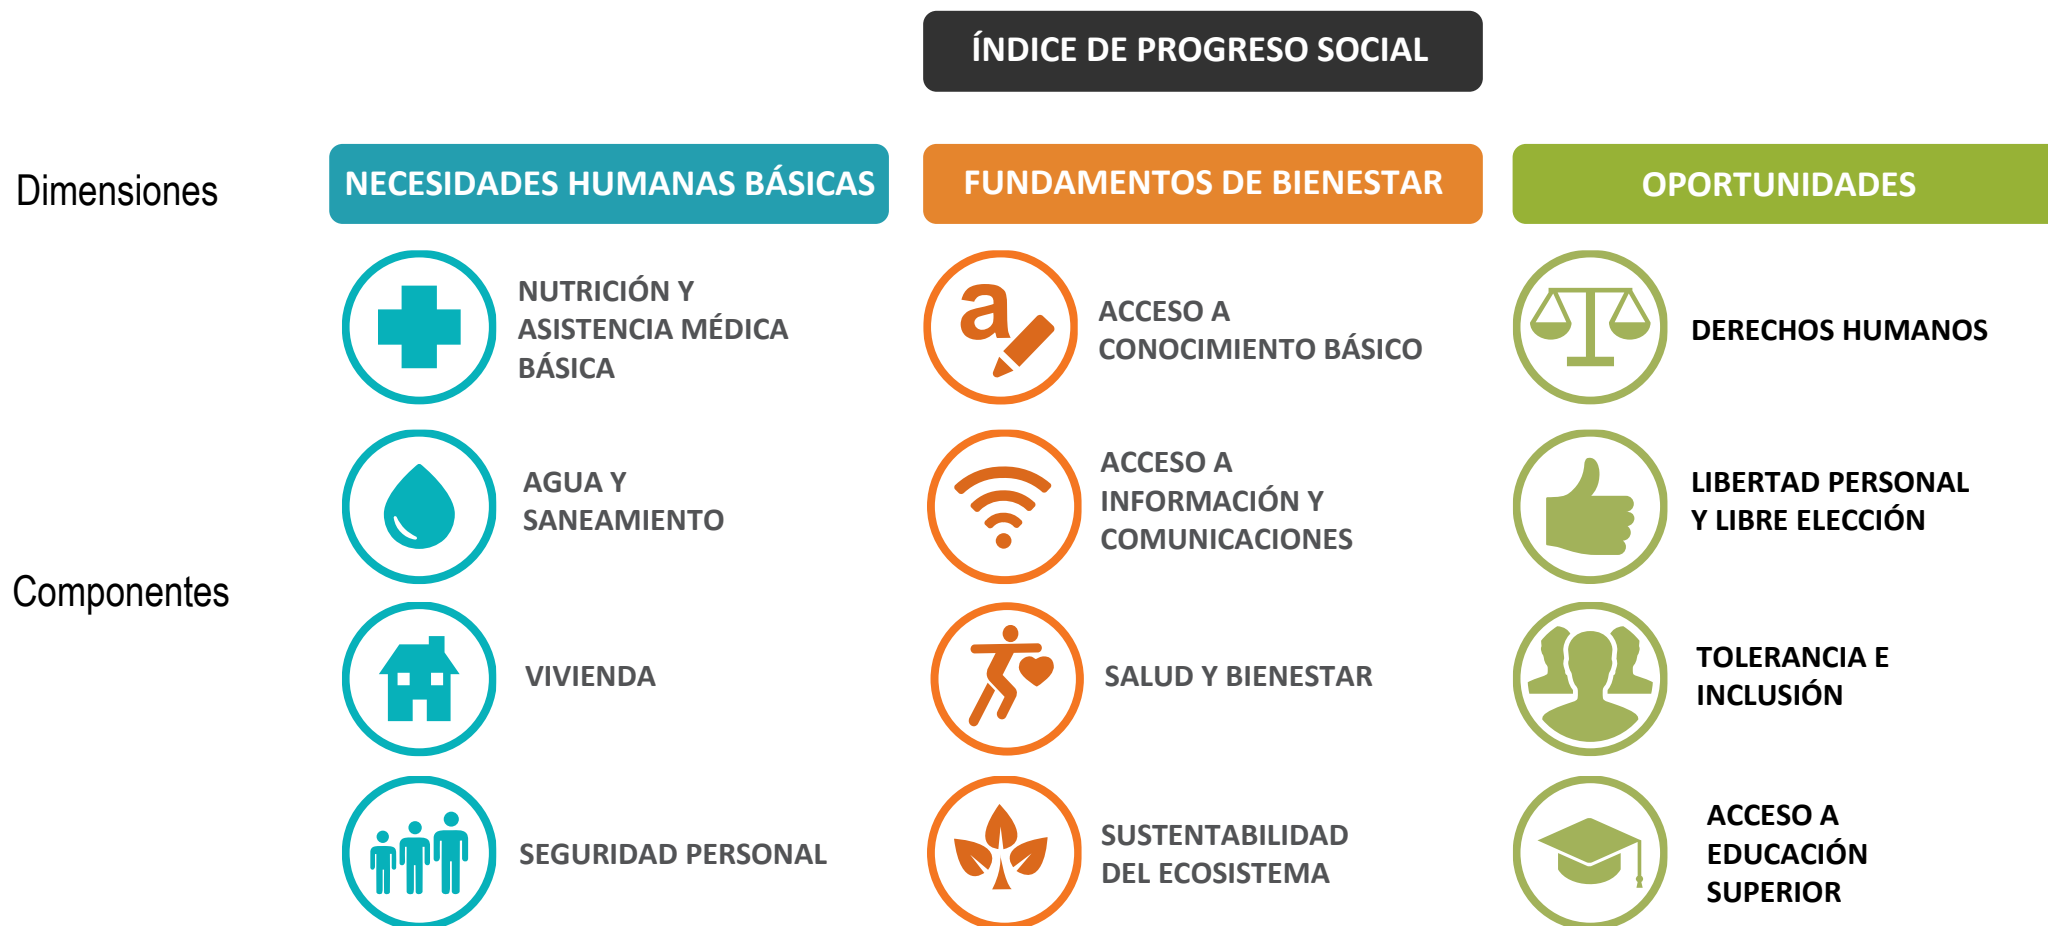 ÍNDICE DE PROGRESO SOCIAL
Dimensiones
NECESIDADES HUMANAS BÁSICAS
FUNDAMENTOS DE BIENESTAR
OPORTUNIDADES
Componentes
NUTRICIÓN Y
ASISTENCIA MÉDICA
BÁSICA
AGUA Y
SANEAMIENTO
VIVIENDA
SEGURIDAD PERSONAL
a
ACCESO A
CONOCIMIENTO BÁSICO
ACCESO A
INFORMACIÓN Y
COMUNICACIONES
SALUD Y BIENESTAR
SUSTENTABILIDAD
DEL ECOSISTEMA
DERECHOS HUMANOS
LIBERTAD PERSONAL
Y LIBRE ELECCIÓN
TOLERANCIA E
INCLUSIÓN
ACCESO A
EDUCACIÓN
SUPERIOR